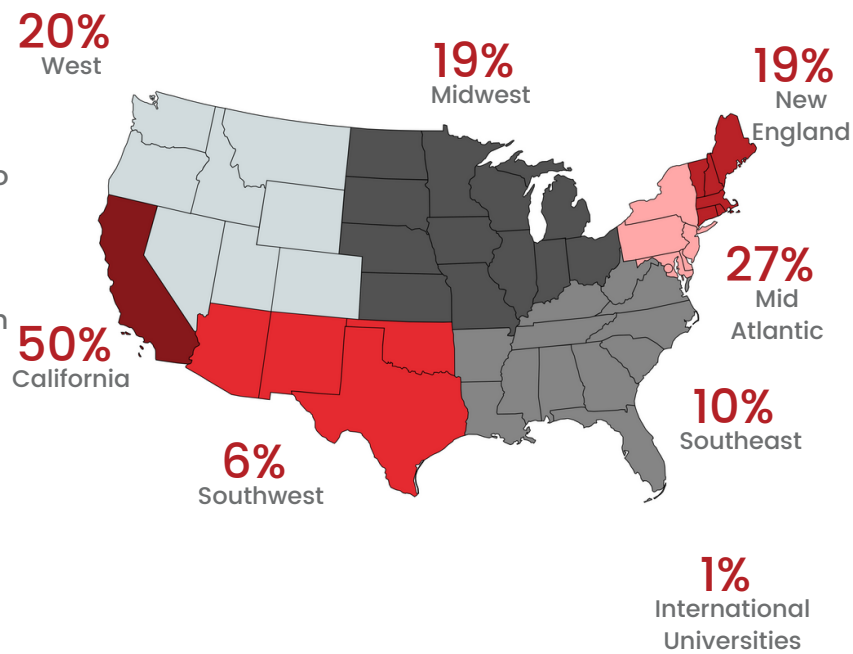 20%
West
19%
Midwest
19%
New
England
27%
Mid
Atlantic
50%
California
10%
Southeast
6%
Southwest
1%
International
Universities